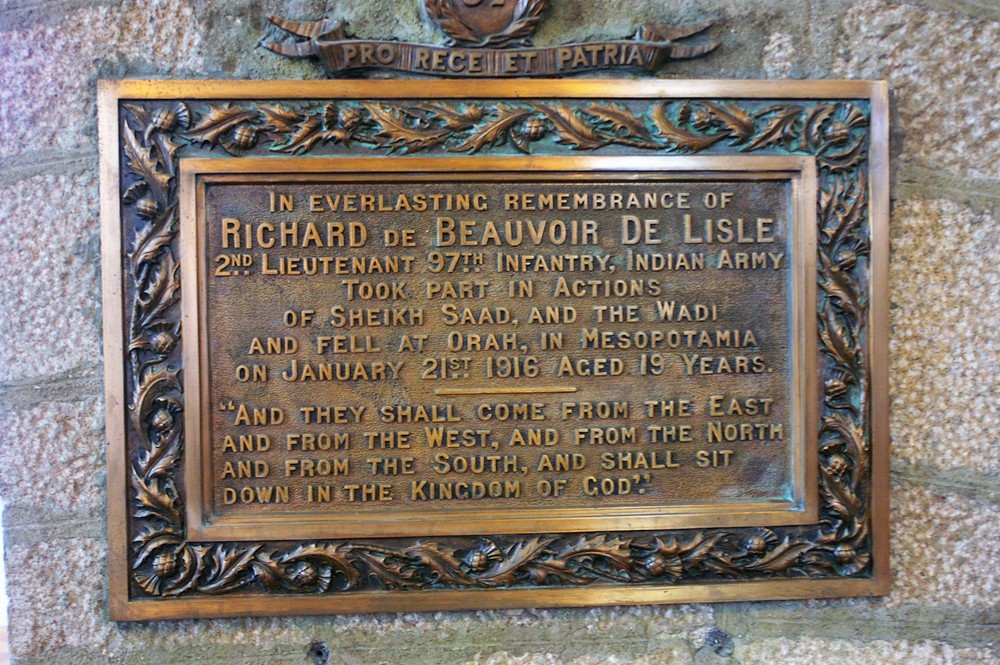 PRO REGE ET PATRIA
IN EVERLASTING REMEMBRANCE OF
RICHARD DE BEAUVOIR DE LISLE
2ND LIEUTENANT 97TH INFANTRY, INDIAN ARMY
TOOK PART IN ACTIONS
OF SHEIKH SAAD, AND THE WADI
AND FELL AT ORAH, IN MESOPOTAMIA
ON JANUARY 21ST 1916 AGED 19 YEARS.
"AND THEY SHALL COME FROM THE EAST
AND FROM THE WEST, AND FROM THE NORTH
AND FROM THE SOUTH, AND SHALL SIT
DOWN IN THE KINGDOM OF GOD".